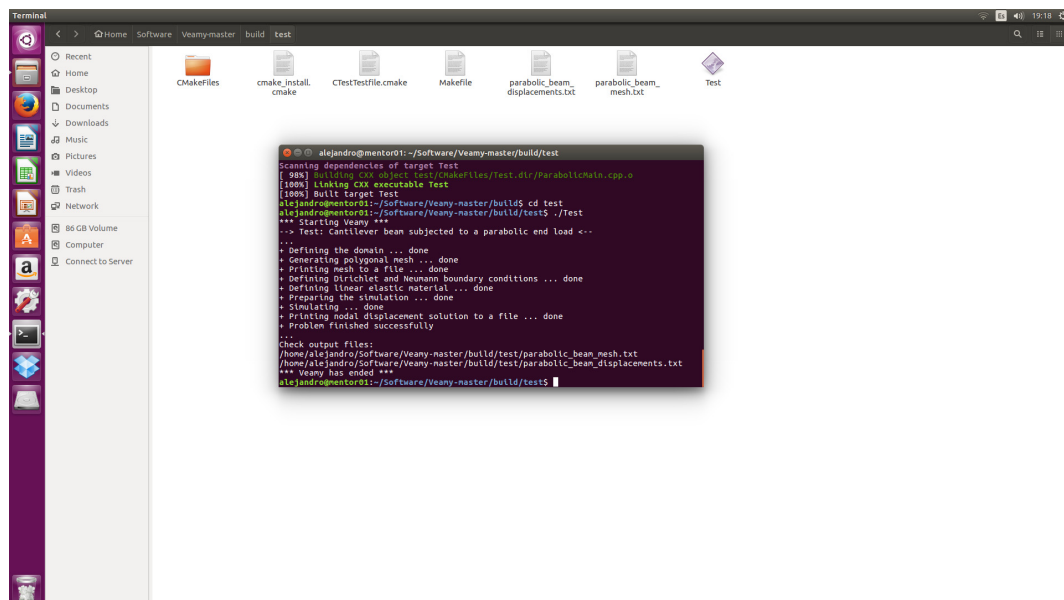 Terminal
Es 19:18
Home Software Veamy-master build test
Recent
Home
Desktop
Documents
Downloads
Music
Pictures
Videos
Trash
Network
86 GB Volume
Computer
Connect to Server
CMakeFiles
cmake_install.
cmake
CTestTestfile.cmake
Makefile
parabolic_beam_
displacements.txt
parabolic_beam_
mesh.txt
Test
alejandro@mentor01: ~/Software/Veamy-master/build/test
Scanning dependencies of target Test
[ 98%] Building CXX object test/CMakeFiles/Test.dir/ParabolicMain.cpp.o
[100%] Linking CXX executable Test
[100%] Built target Test
alejandro@mentor01:~/Software/Veamy-master/build$ cd test
alejandro@mentor01:~/Software/Veamy-master/build/test$ ./Test
*** Starting Veamy ***
--> Test: Cantilever beam subjected to a parabolic end load <--
...
+ Defining the domain ... done
+ Generating polygonal mesh ... done
+ Printing mesh to a file ... done
+ Defining Dirichlet and Neumann boundary conditions ... done
+ Defining linear elastic material ... done
+ Preparing the simulation ... done
+ Simulating ... done
+ Printing nodal displacement solution to a file ... done
+ Problem finished successfully
...
Check output files:
/home/alejandro/Software/Veamy-master/build/test/parabolic_beam_mesh.txt
/home/alejandro/Software/Veamy-master/build/test/parabolic_beam_displacements.txt
*** Veamy has ended ***
alejandro@mentor01:~/Software/Veamy-master/build/test$